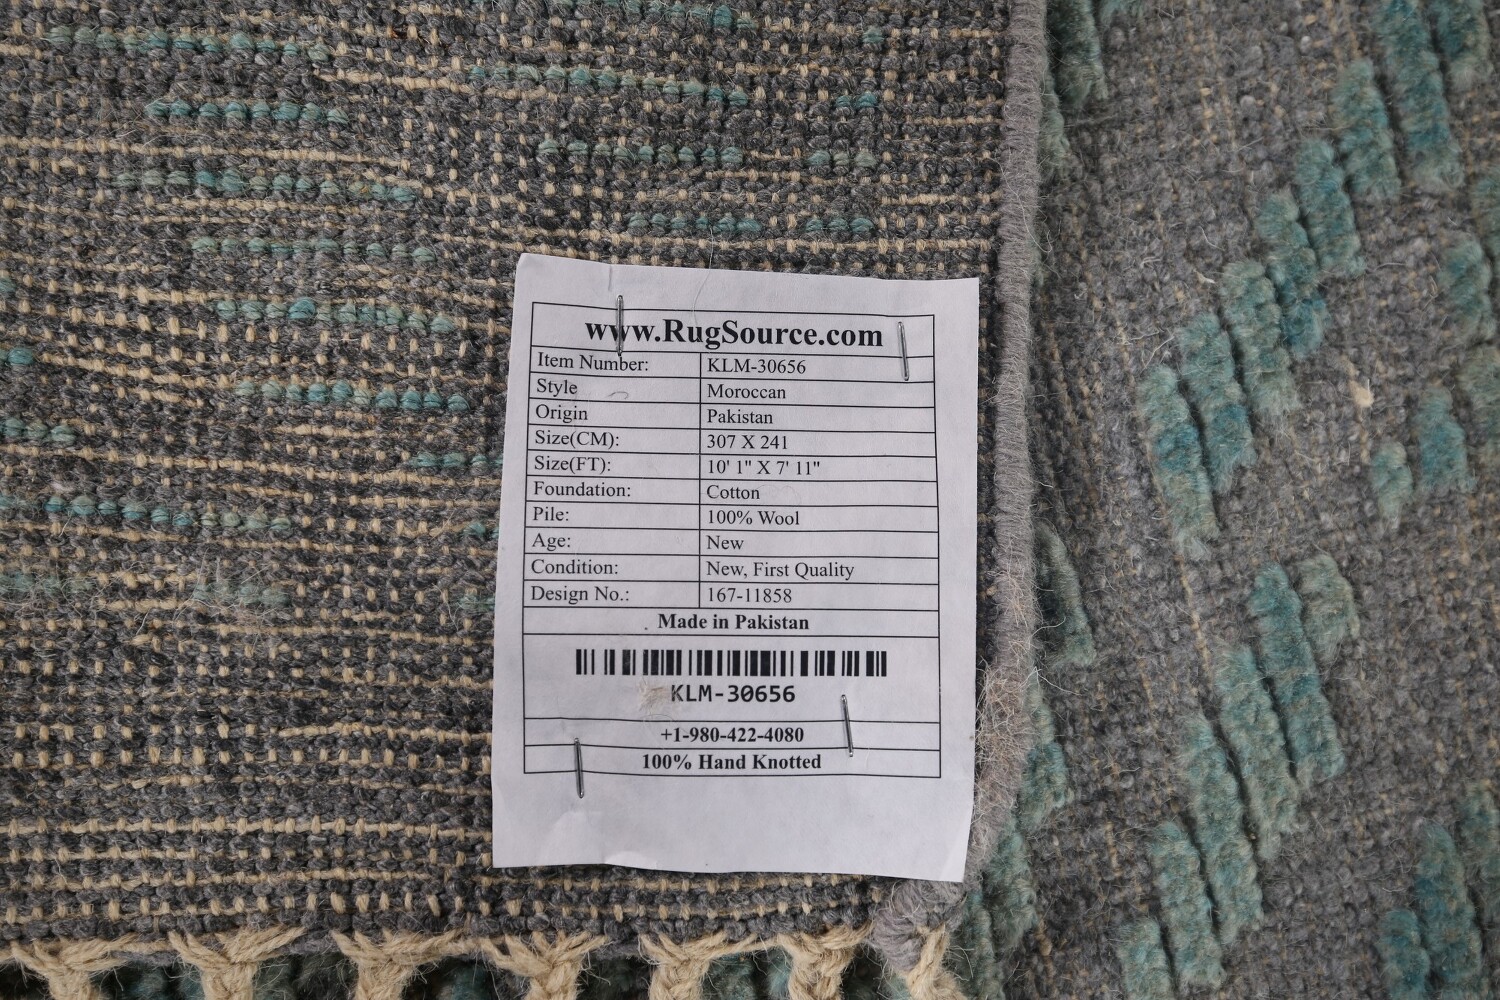 www.RugSource.com
Item Number: KLM-30656
Style Moroccan
Origin Pakistan
Size(CM): 307 X 241
Size(FT): 10' 1" X 7' 11"
Foundation: Cotton
Pile: 100% Wool
Age: New
Condition: New, First Quality
Design No.: 167-11858
Made in Pakistan
KLM-30656
+1-980-422-4080
100% Hand Knotted